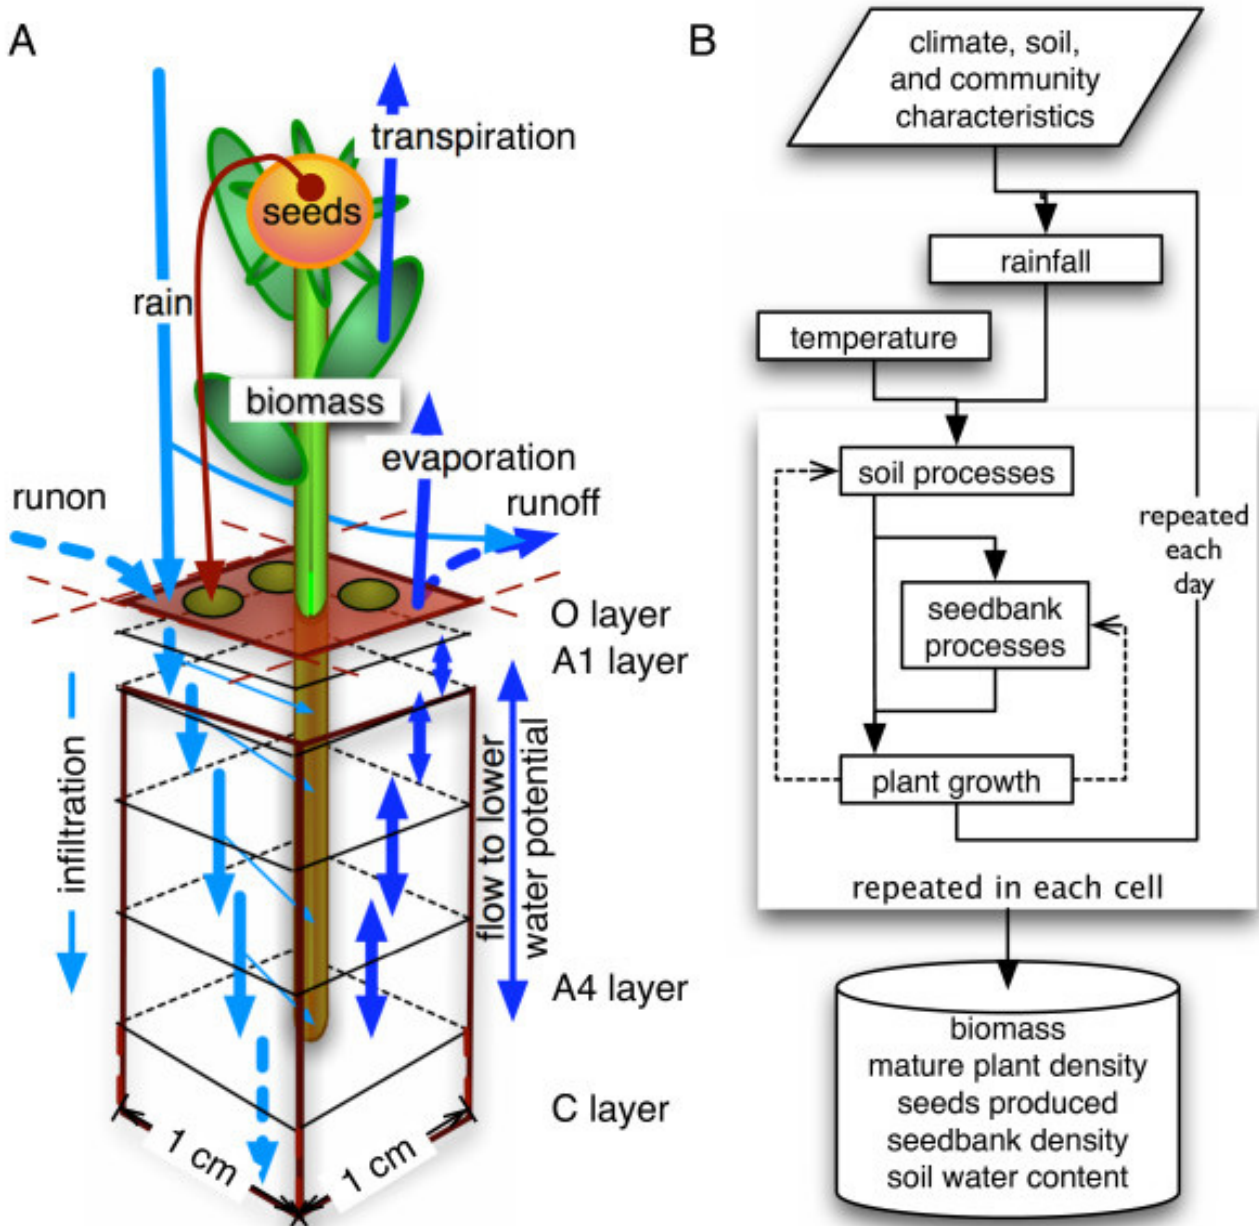 A
transpiration
seeds
rain
biomass
evaporation
runon
runoff
O layer
A1 layer
infiltration
flow to lower
water potential
A4 layer
C layer
1 cm
1 cm
B
climate, soil,
and community
characteristics
rainfall
temperature
soil processes
repeated
each
day
seedbank
processes
plant growth
repeated in each cell
biomass
mature plant density
seeds produced
seedbank density
soil water content